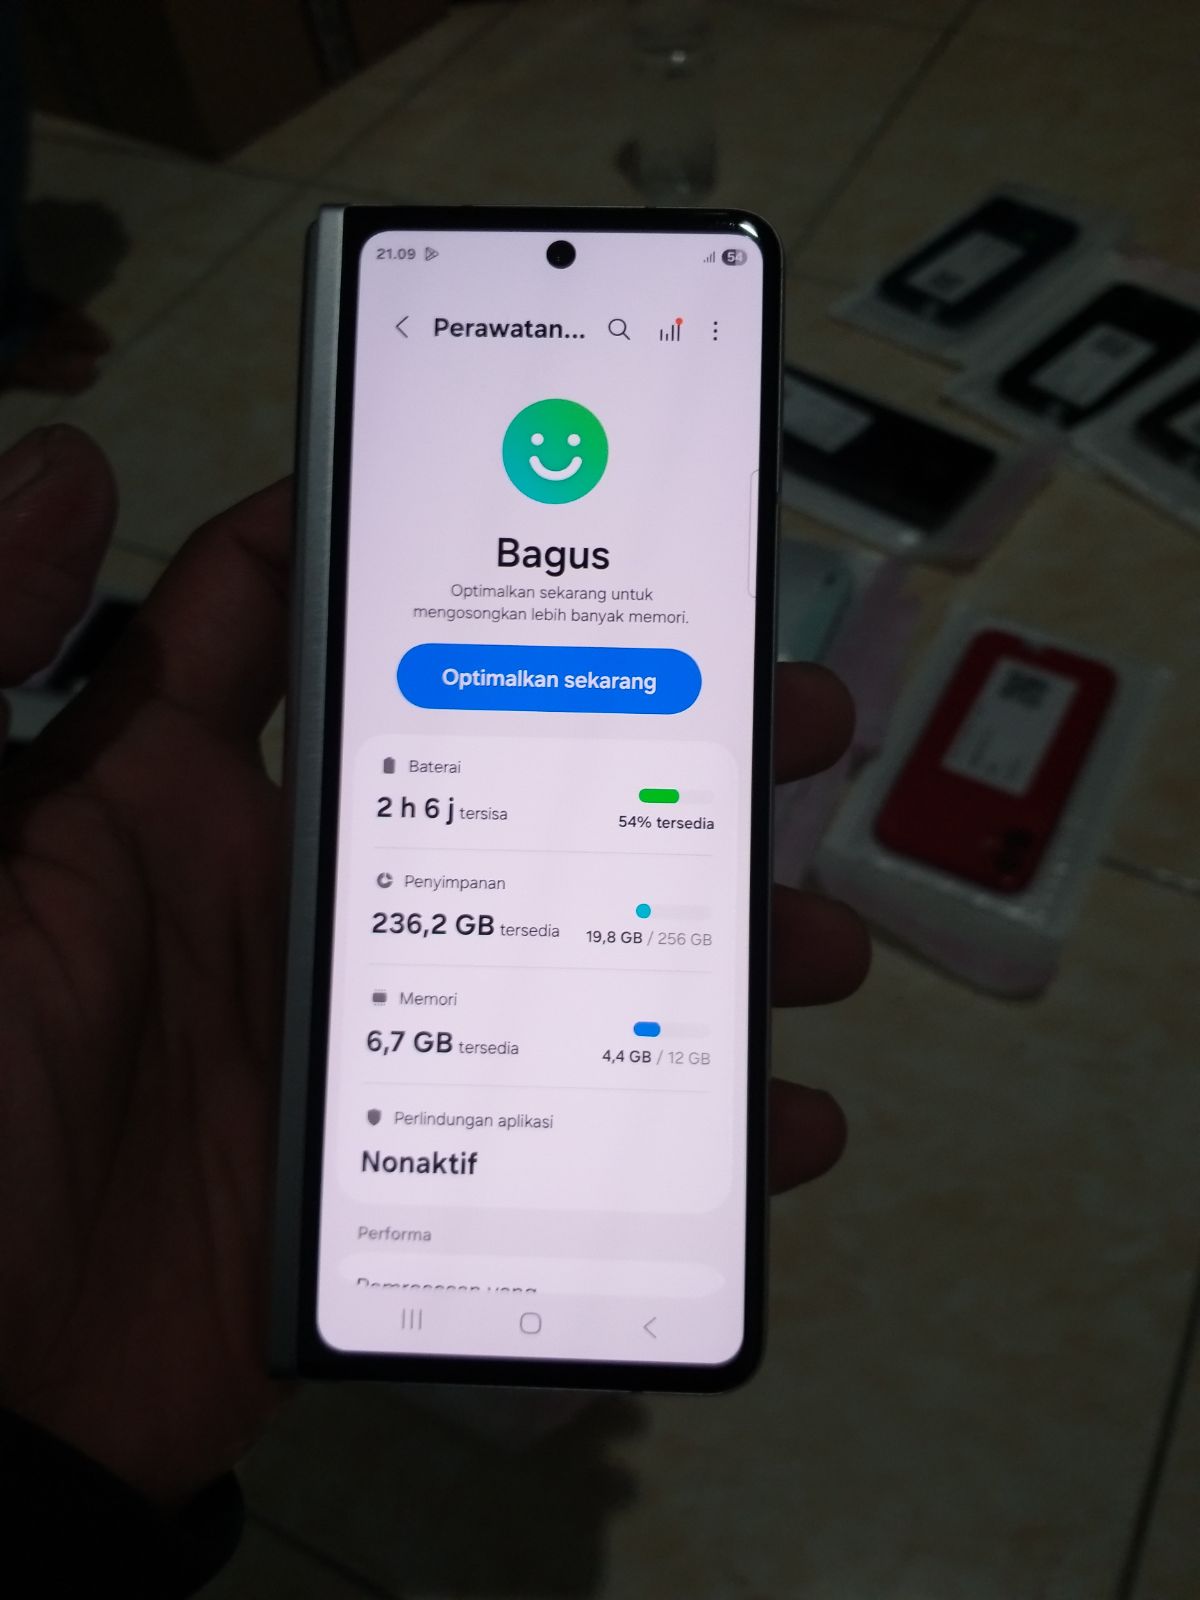 21.09
54
Perawatan...
Bagus
Optimalkan sekarang untuk
mengosongkan lebih banyak memori.
Optimalkan sekarang
Baterai
2 h 6 j tersisa
54% tersedia
Penyimpanan
236,2 GB tersedia
19,8 GB / 256 GB
Memori
6,7 GB tersedia
4,4 GB / 12 GB
Perlindungan aplikasi
Nonaktif
Performa